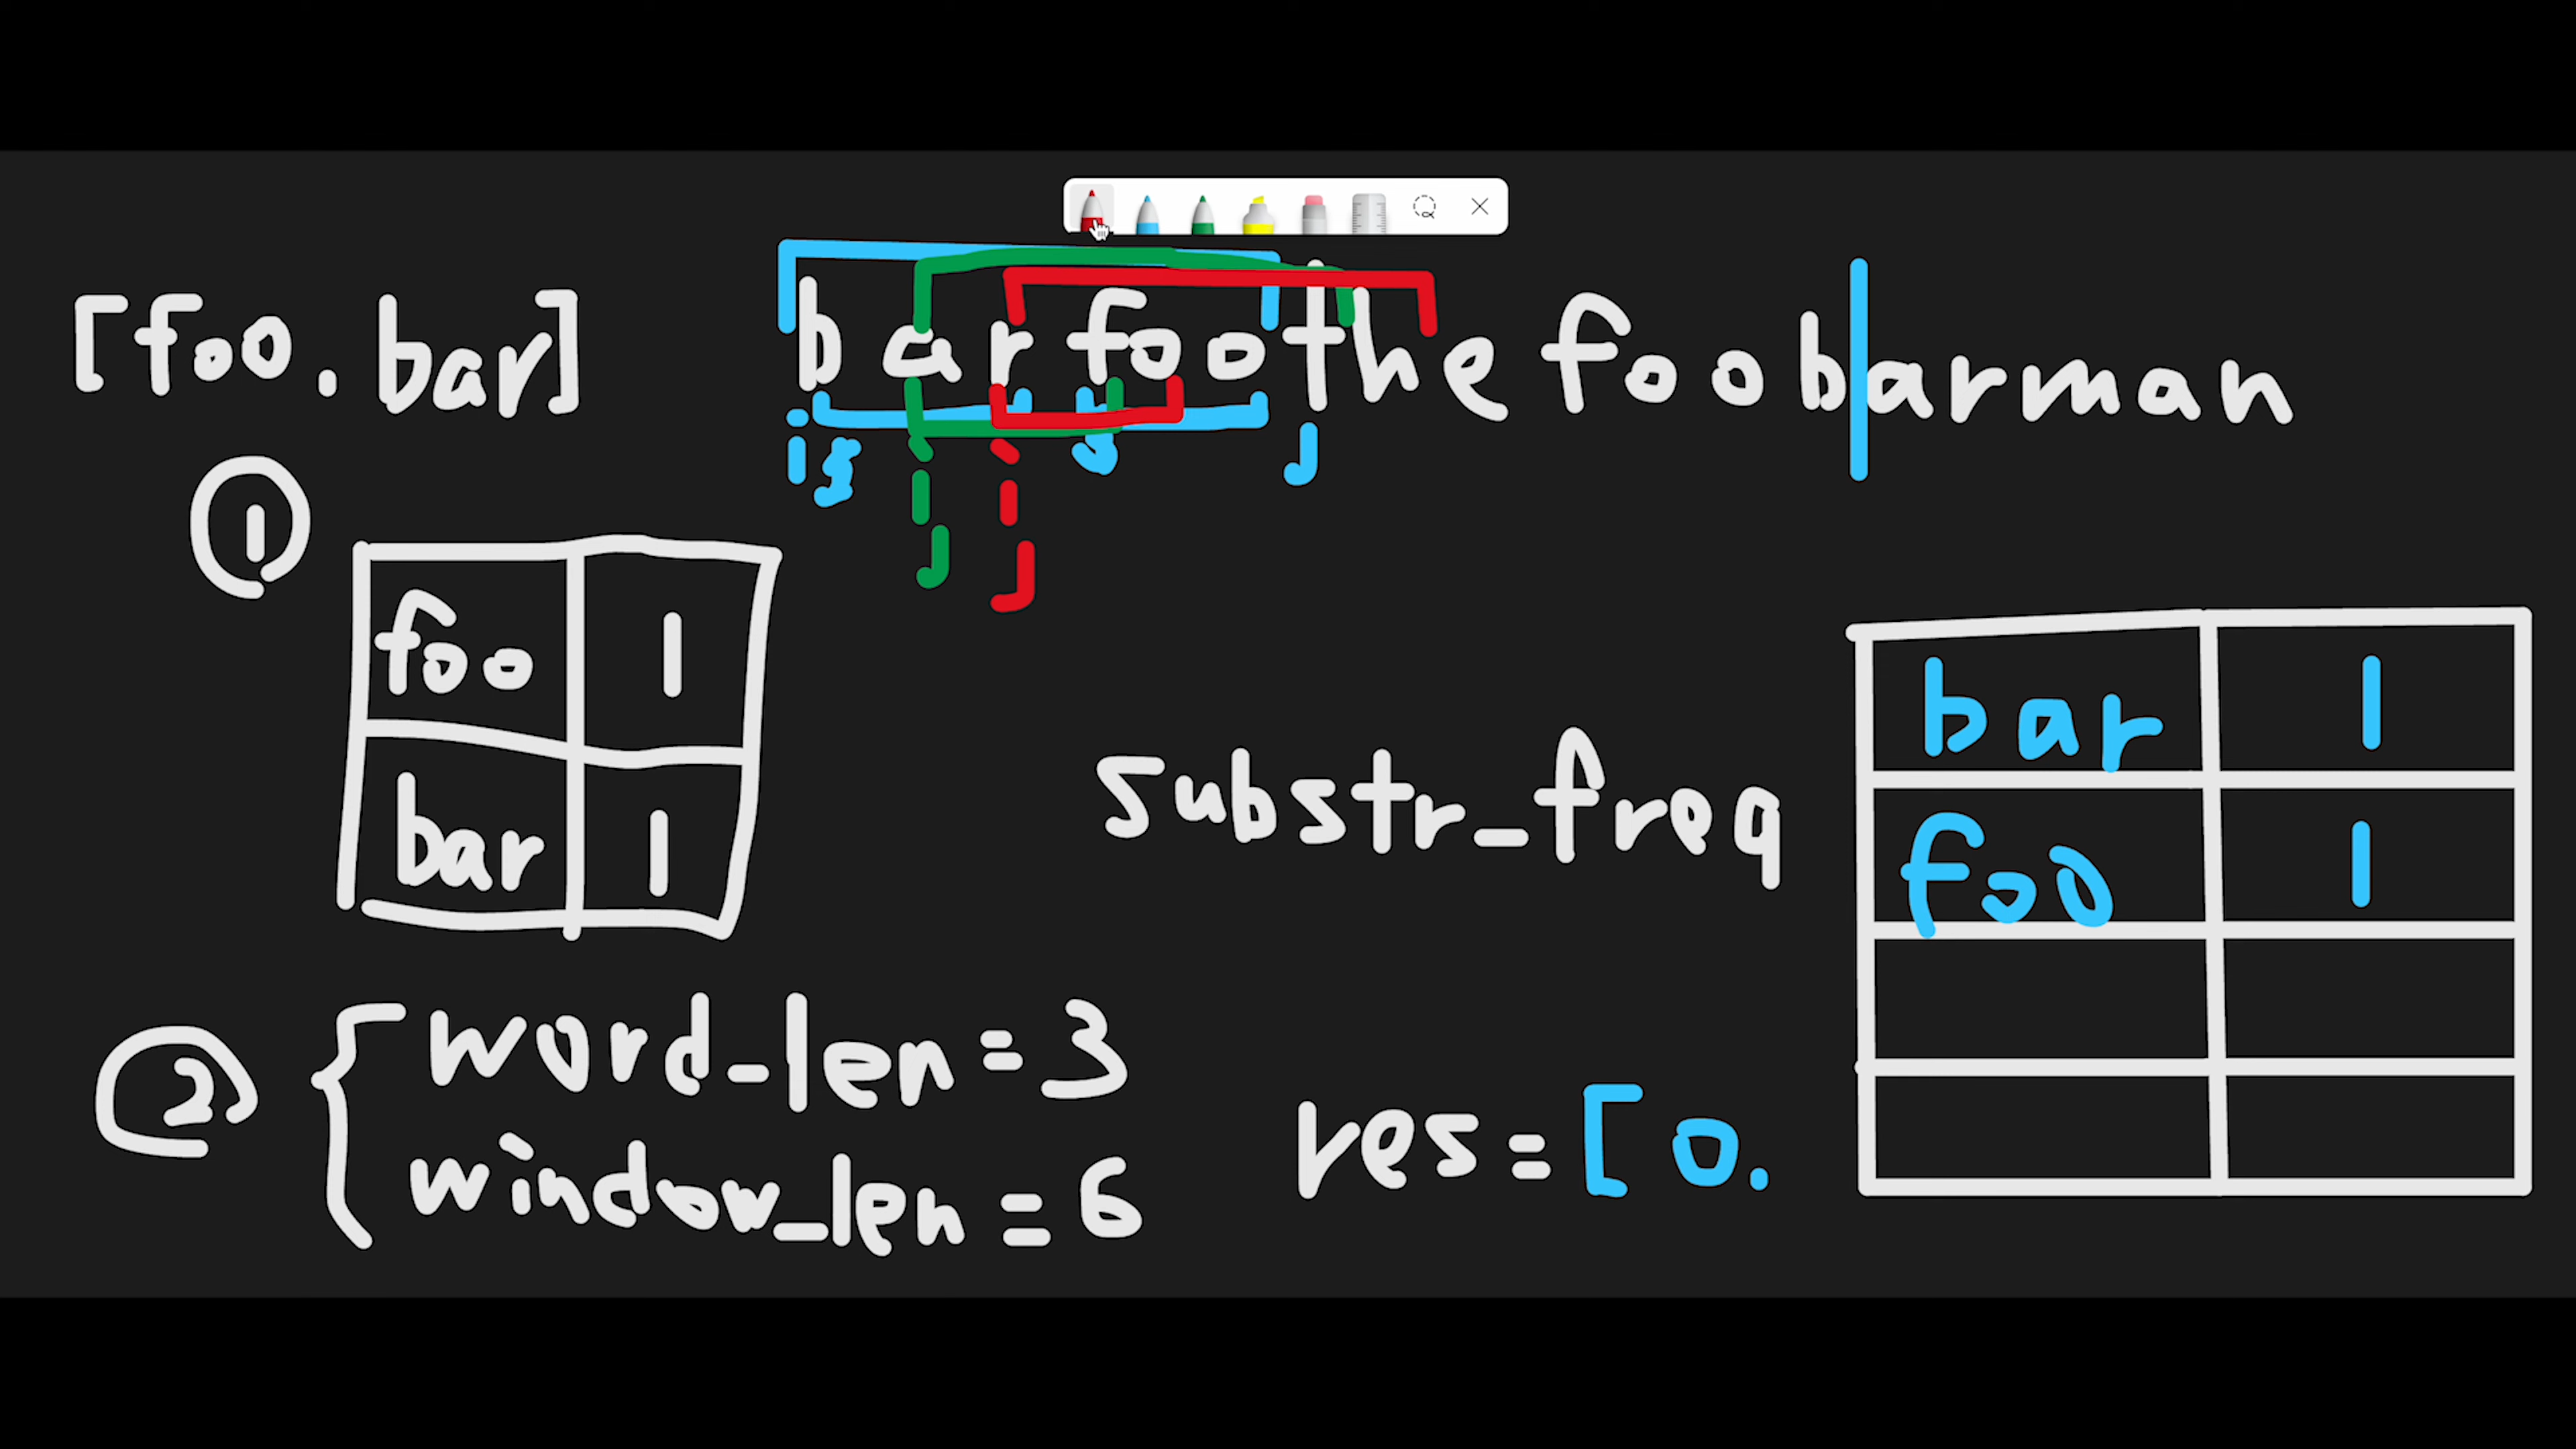 [foo.bar] barfoothefoobarman
i j j j
i i
j j
1
foo 1
bar 1
substr_freq
bar 1
foo 1
2 { word_len=3
window_len=6
res=[0.